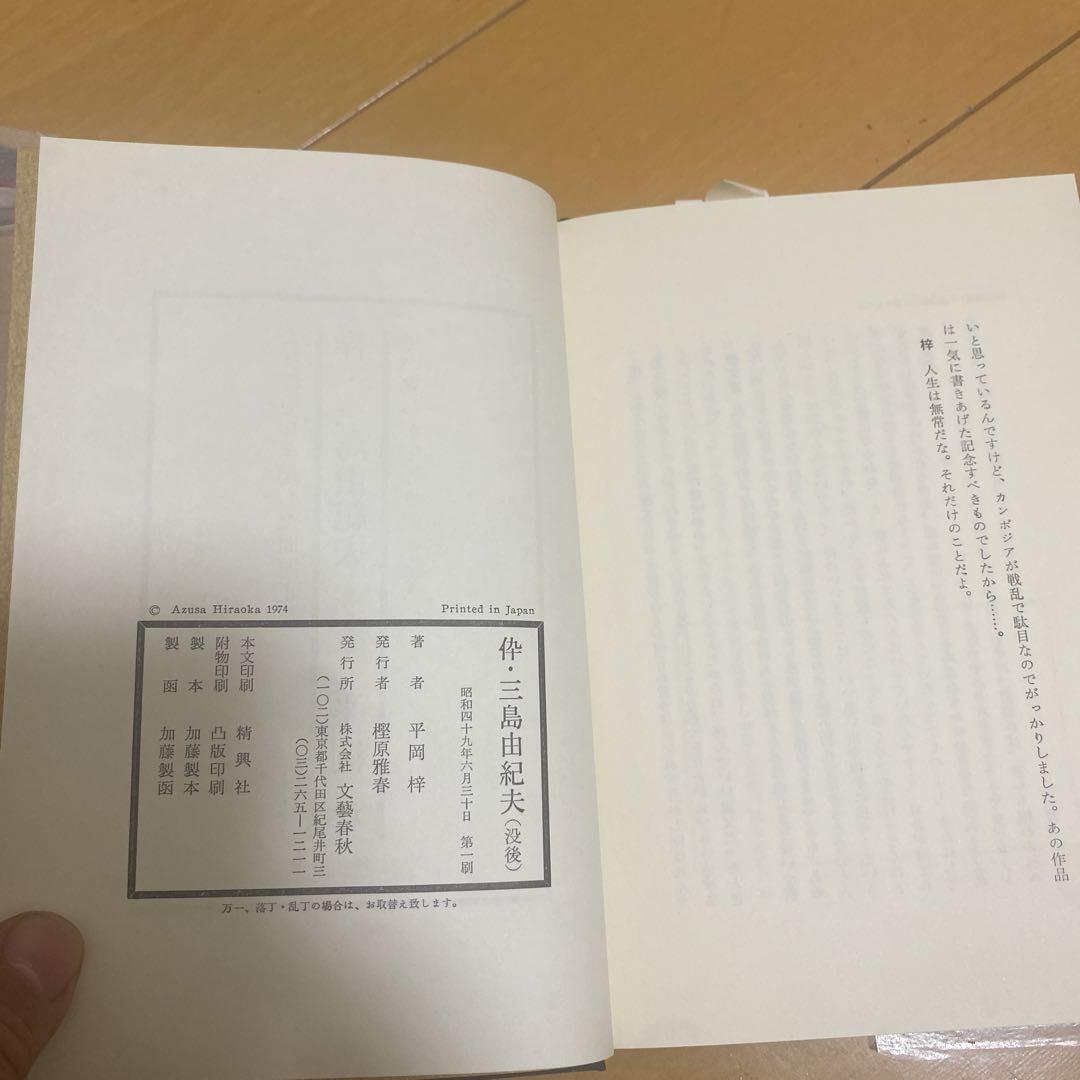 いと思っているんですけど、カンボジアが戦乱で駄目なのでがっかりしました。あの作品
は一気に書きあげた記念すべきものでしたから……。
梓　人生は無常だな。それだけのことだよ。
© Azusa Hiraoka 1974
Printed in Japan
伜・三島由紀夫（没後）
昭和四十九年六月三十日　第一刷
著者　平岡梓
発行者　樫原雅春
発行所　株式会社　文藝春秋
（一〇二）東京都千代田区紀尾井町三
（〇三）二六五―一二一一
本文印刷　精興社
附物印刷　凸版印刷
製本　加藤製本
製函　加藤製函
万一、落丁・乱丁の場合は、お取替え致します。